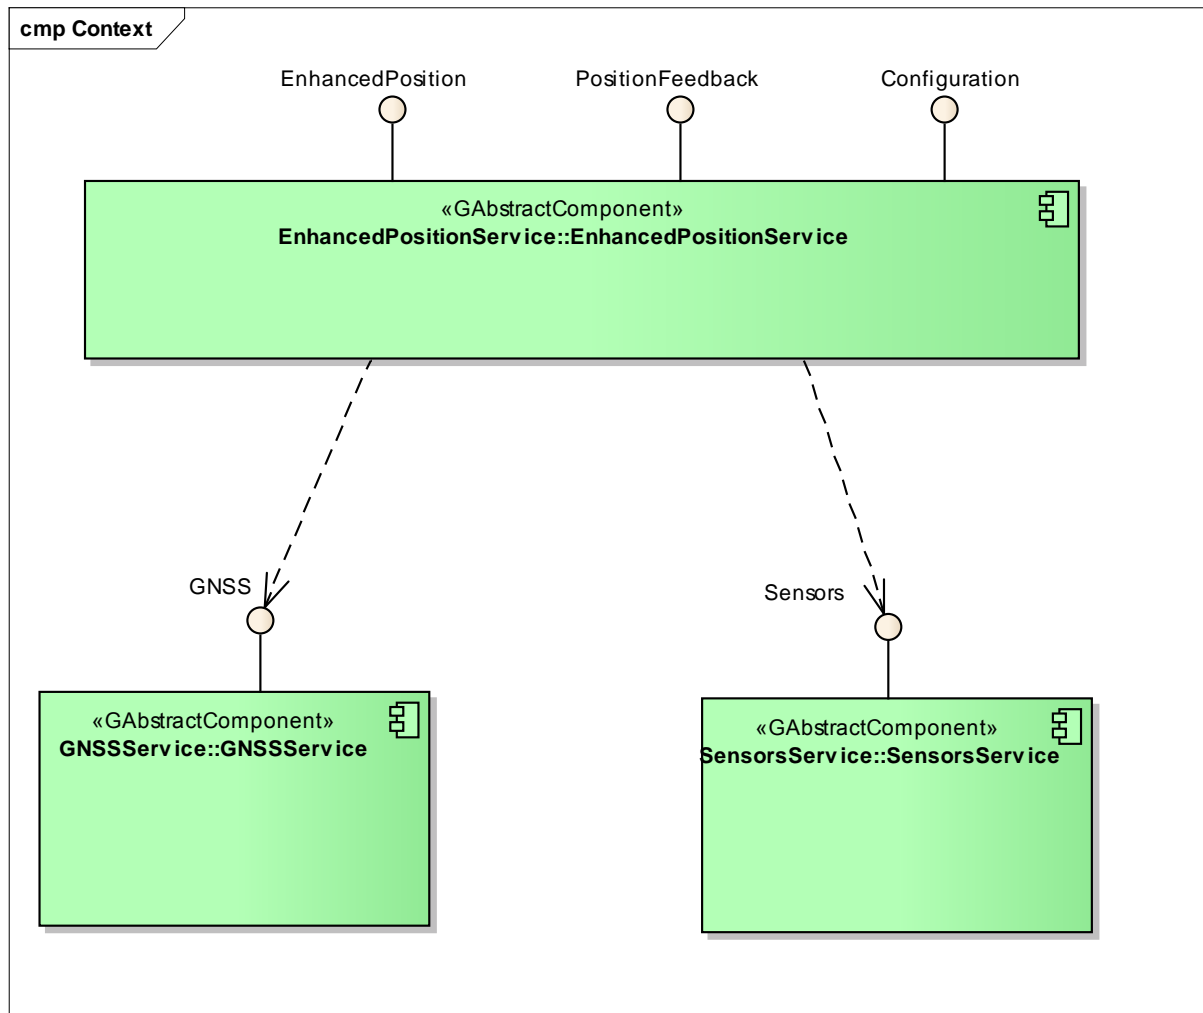 cmp Context
EnhancedPosition
PositionFeedback
Configuration
«GAbstractComponent»
EnhancedPositionService::EnhancedPositionService
GNSS
Sensors
«GAbstractComponent»
GNSSService::GNSSService
«GAbstractComponent»
SensorsService::SensorsService